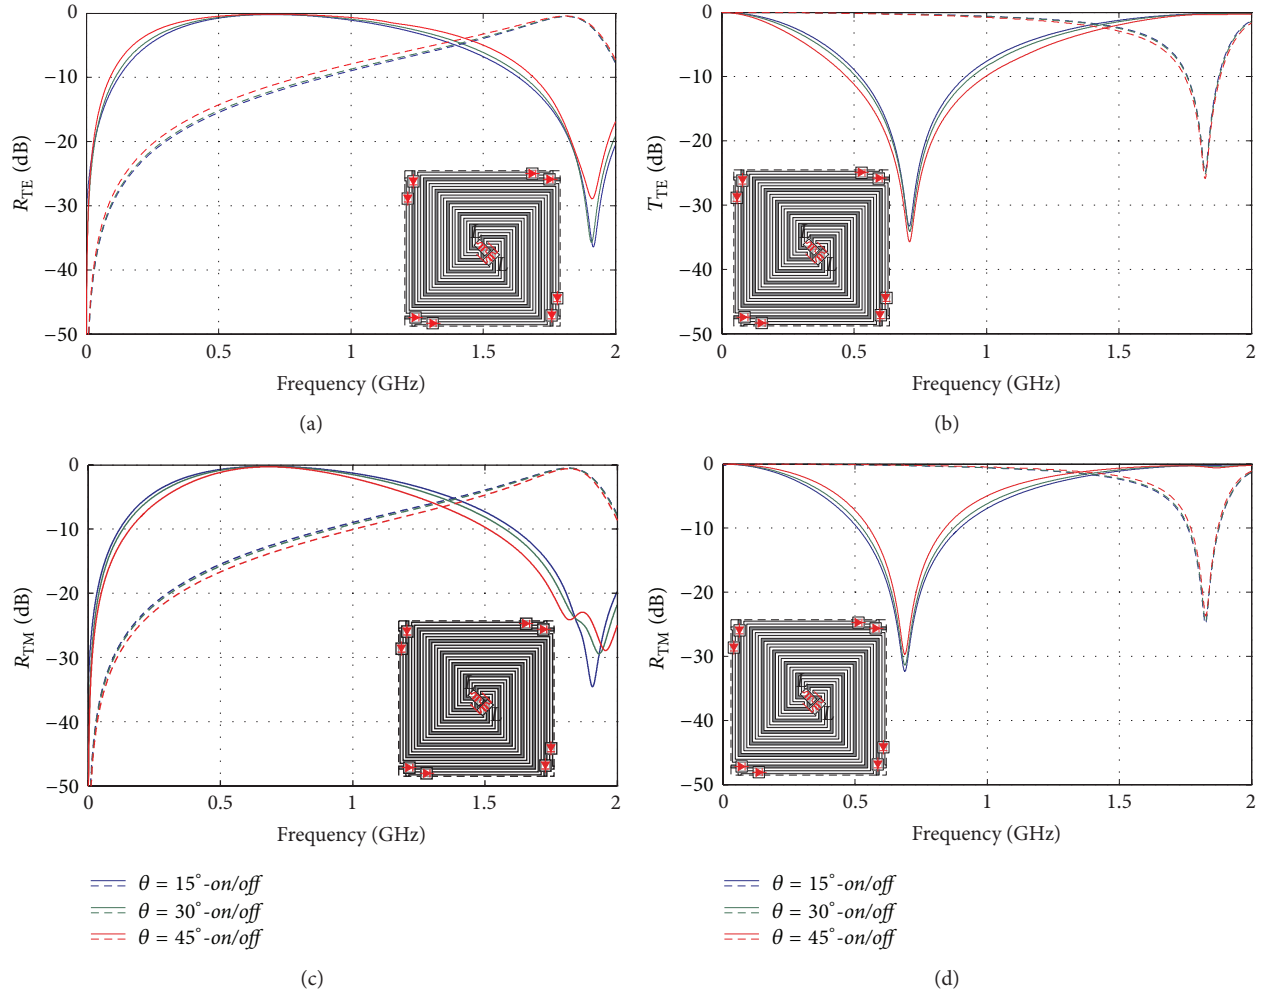 0
−10
−20
−30
−40
−50
R_TE (dB)
L
L
0
0.5
1
1.5
2
Frequency (GHz)
(a)
0
−10
−20
−30
−40
−50
T_TE (dB)
L
L
0
0.5
1
1.5
2
Frequency (GHz)
(b)
0
−10
−20
−30
−40
−50
R_TM (dB)
L
L
0
0.5
1
1.5
2
Frequency (GHz)
θ = 15°-on/off
θ = 30°-on/off
θ = 45°-on/off
(c)
0
−10
−20
−30
−40
−50
R_TM (dB)
L
L
0
0.5
1
1.5
2
Frequency (GHz)
θ = 15°-on/off
θ = 30°-on/off
θ = 45°-on/off
(d)